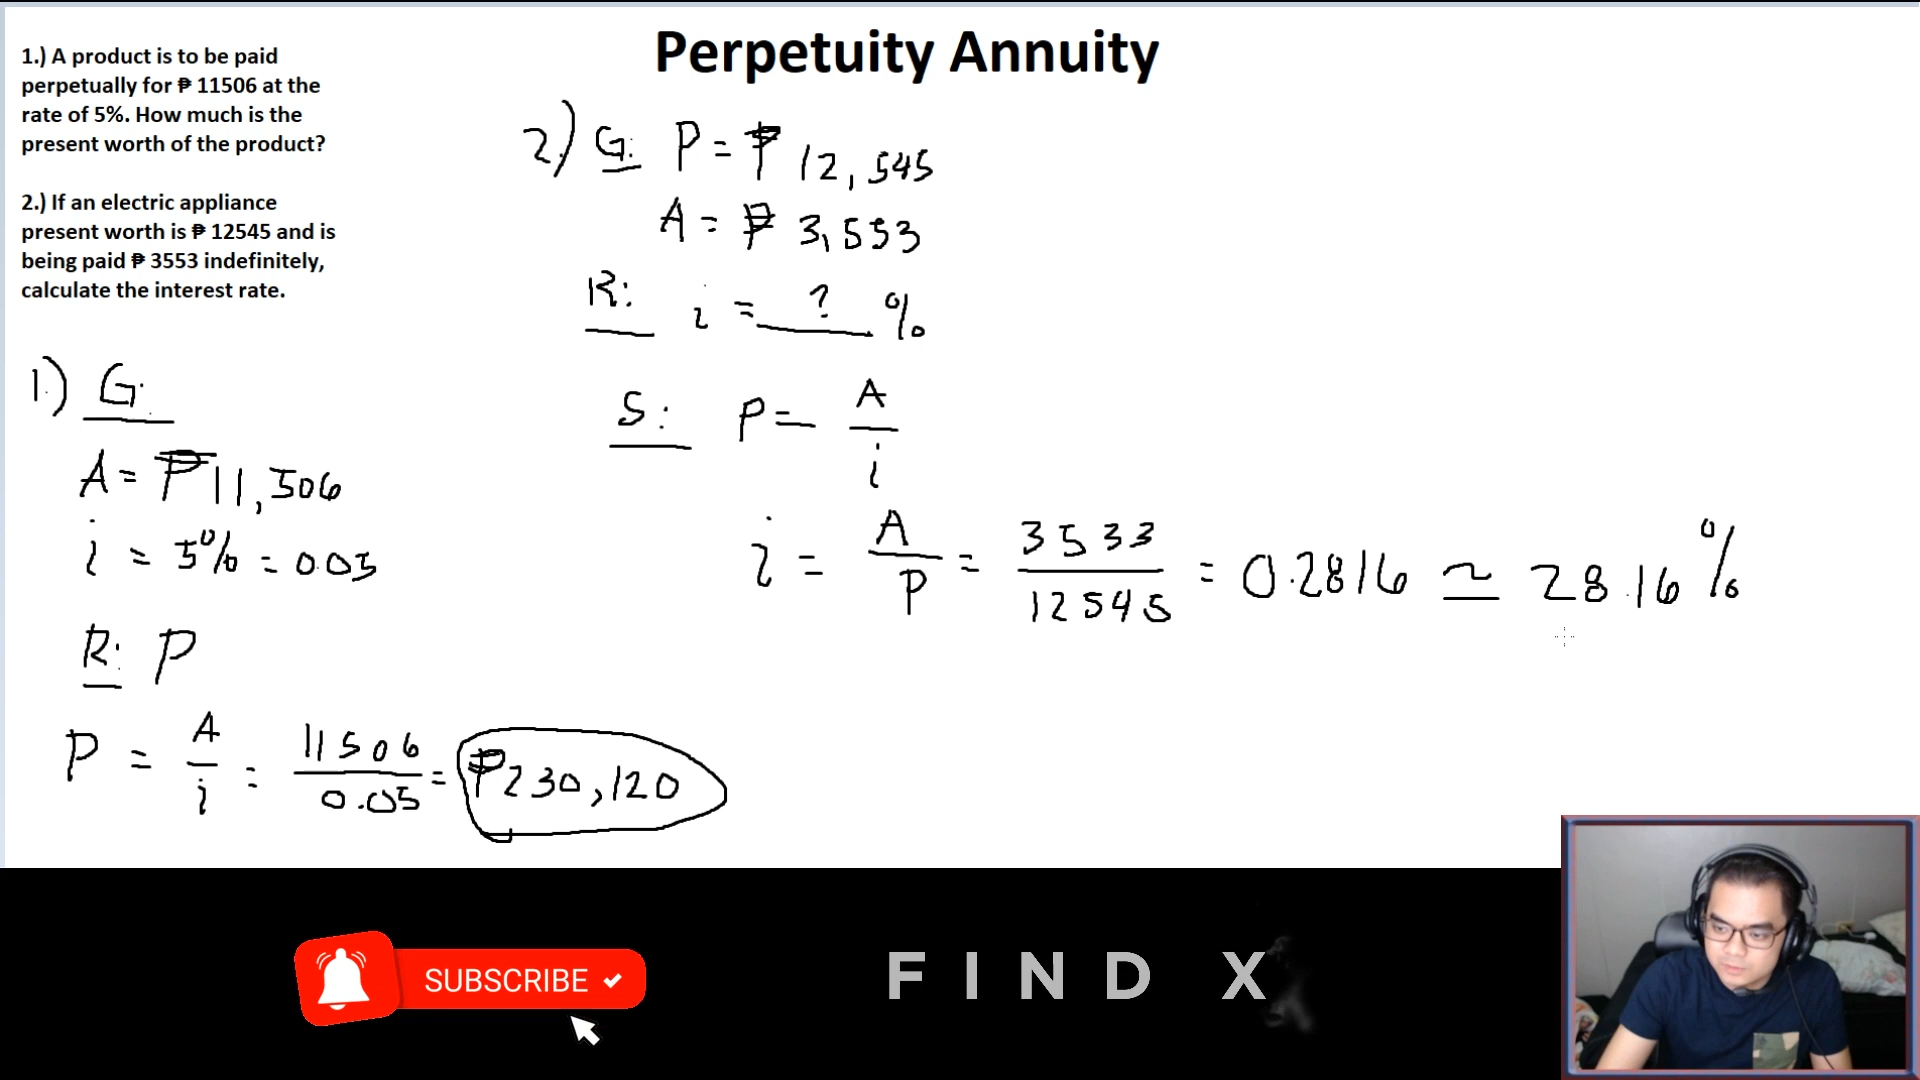 Perpetuity Annuity
1.) A product is to be paid
perpetually for ₱ 11506 at the
rate of 5%. How much is the
present worth of the product?
2.) If an electric appliance
present worth is ₱ 12545 and is
being paid ₱ 3553 indefinitely,
calculate the interest rate.
1.) G:
A = ₱11,506
i = 5% = 0.05
R: P
P = A/i = 11506/0.05 = ₱230,120
2.) G: P = ₱ 12,545
A = ₱ 3,553
R: i = ? %
S: P = A/i
i = A/P = 3533/12545 = 0.2816 ≃ 28.16%
SUBSCRIBE
FIND X